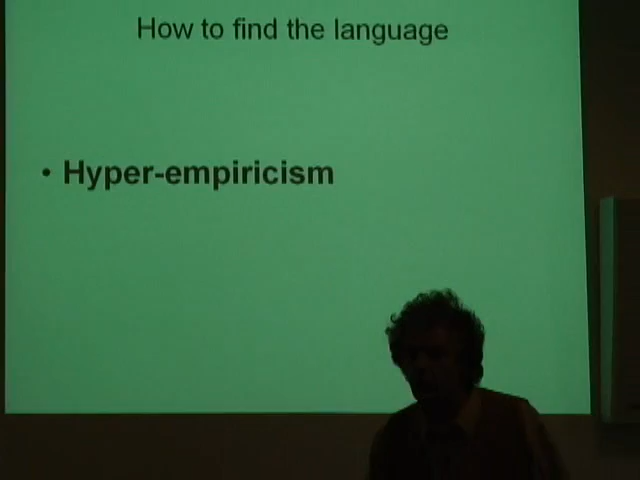 How to find the language
• Hyper-empiricism